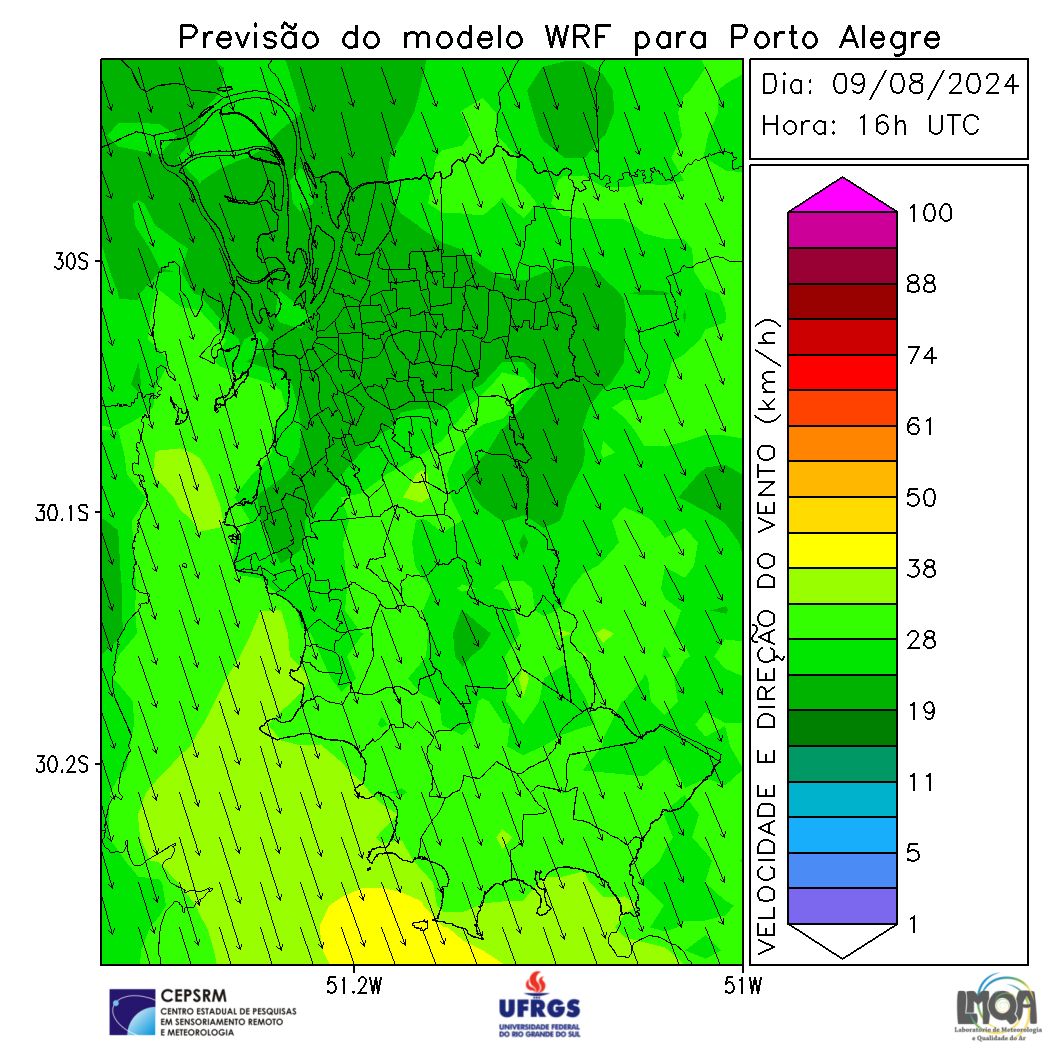 Previsão do modelo WRF para Porto Alegre
Dia: 09/08/2024
Hora: 16h UTC
30S
30.1S
30.2S
51.2W
51W
VELOCIDADE E DIREÇÃO DO VENTO (km/h)
100
88
74
61
50
38
28
19
11
5
1
CEPSRM
CENTRO ESTADUAL DE PESQUISAS
EM SENSORIAMENTO REMOTO
E METEOROLOGIA
UFRGS
UNIVERSIDADE FEDERAL
DO RIO GRANDE DO SUL
LMQA
Laboratório de Meteorologia
e Qualidade do Ar